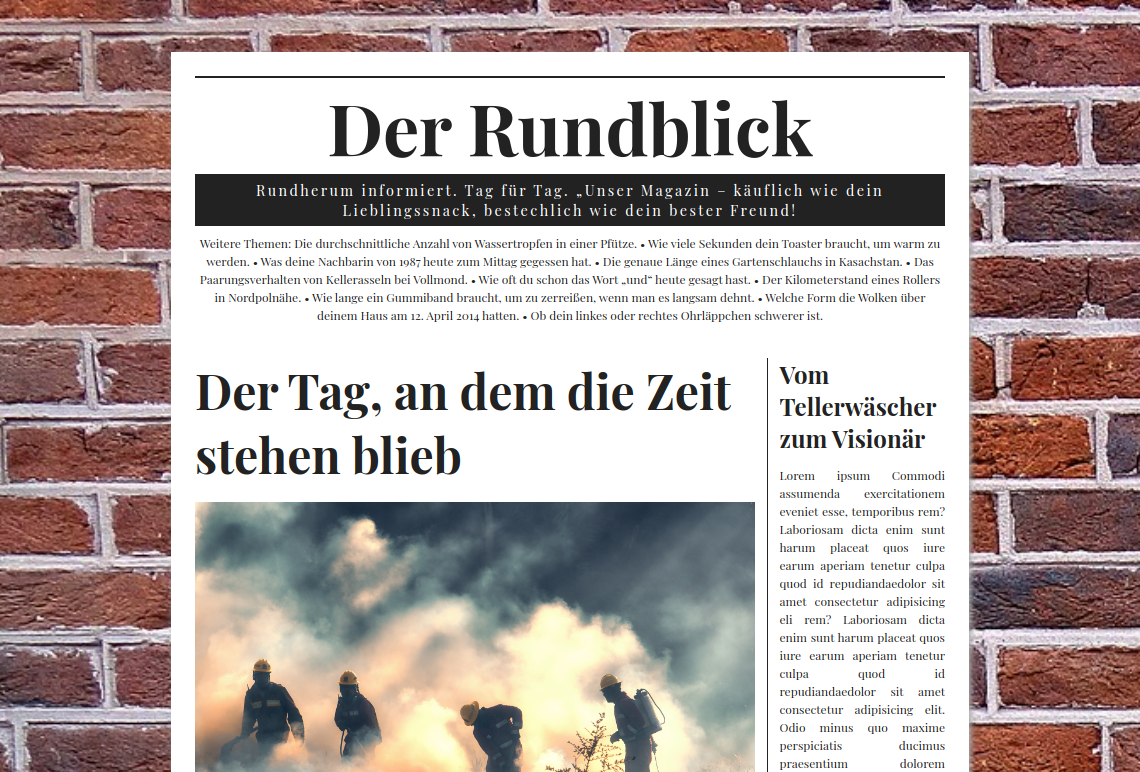 Der Rundblick
Rundherum informiert. Tag für Tag. „Unser Magazin – käuflich wie dein
Lieblingssnack, bestechlich wie dein bester Freund!
Weitere Themen: Die durchschnittliche Anzahl von Wassertropfen in einer Pfütze. • Wie viele Sekunden dein Toaster braucht, um warm zu
werden. • Was deine Nachbarin von 1987 heute zum Mittag gegessen hat. • Die genaue Länge eines Gartenschlauchs in Kasachstan. • Das
Paarungsverhalten von Kellerasseln bei Vollmond. • Wie oft du schon das Wort „und“ heute gesagt hast. • Der Kilometerstand eines Rollers
in Nordpolnähe. • Wie lange ein Gummiband braucht, um zu zerreißen, wenn man es langsam dehnt. • Welche Form die Wolken über
deinem Haus am 12. April 2014 hatten. • Ob dein linkes oder rechtes Ohrläppchen schwerer ist.
Der Tag, an dem die Zeit
stehen blieb
Vom
Tellerwäscher
zum Visionär
Lorem ipsum Commodi
assumenda exercitationem
eveniet esse, temporibus rem?
Laboriosam dicta enim sunt
harum placeat quos iure
earum aperiam tenetur culpa
quod id repudiandaedolor sit
amet consectetur adipisicing
eli rem? Laboriosam dicta
enim sunt harum placeat quos
iure earum aperiam tenetur
culpa quod id
repudiandaedolor sit amet
consectetur adipisicing elit.
Odio minus quo maxime
perspiciatis ducimus
praesentium dolorem